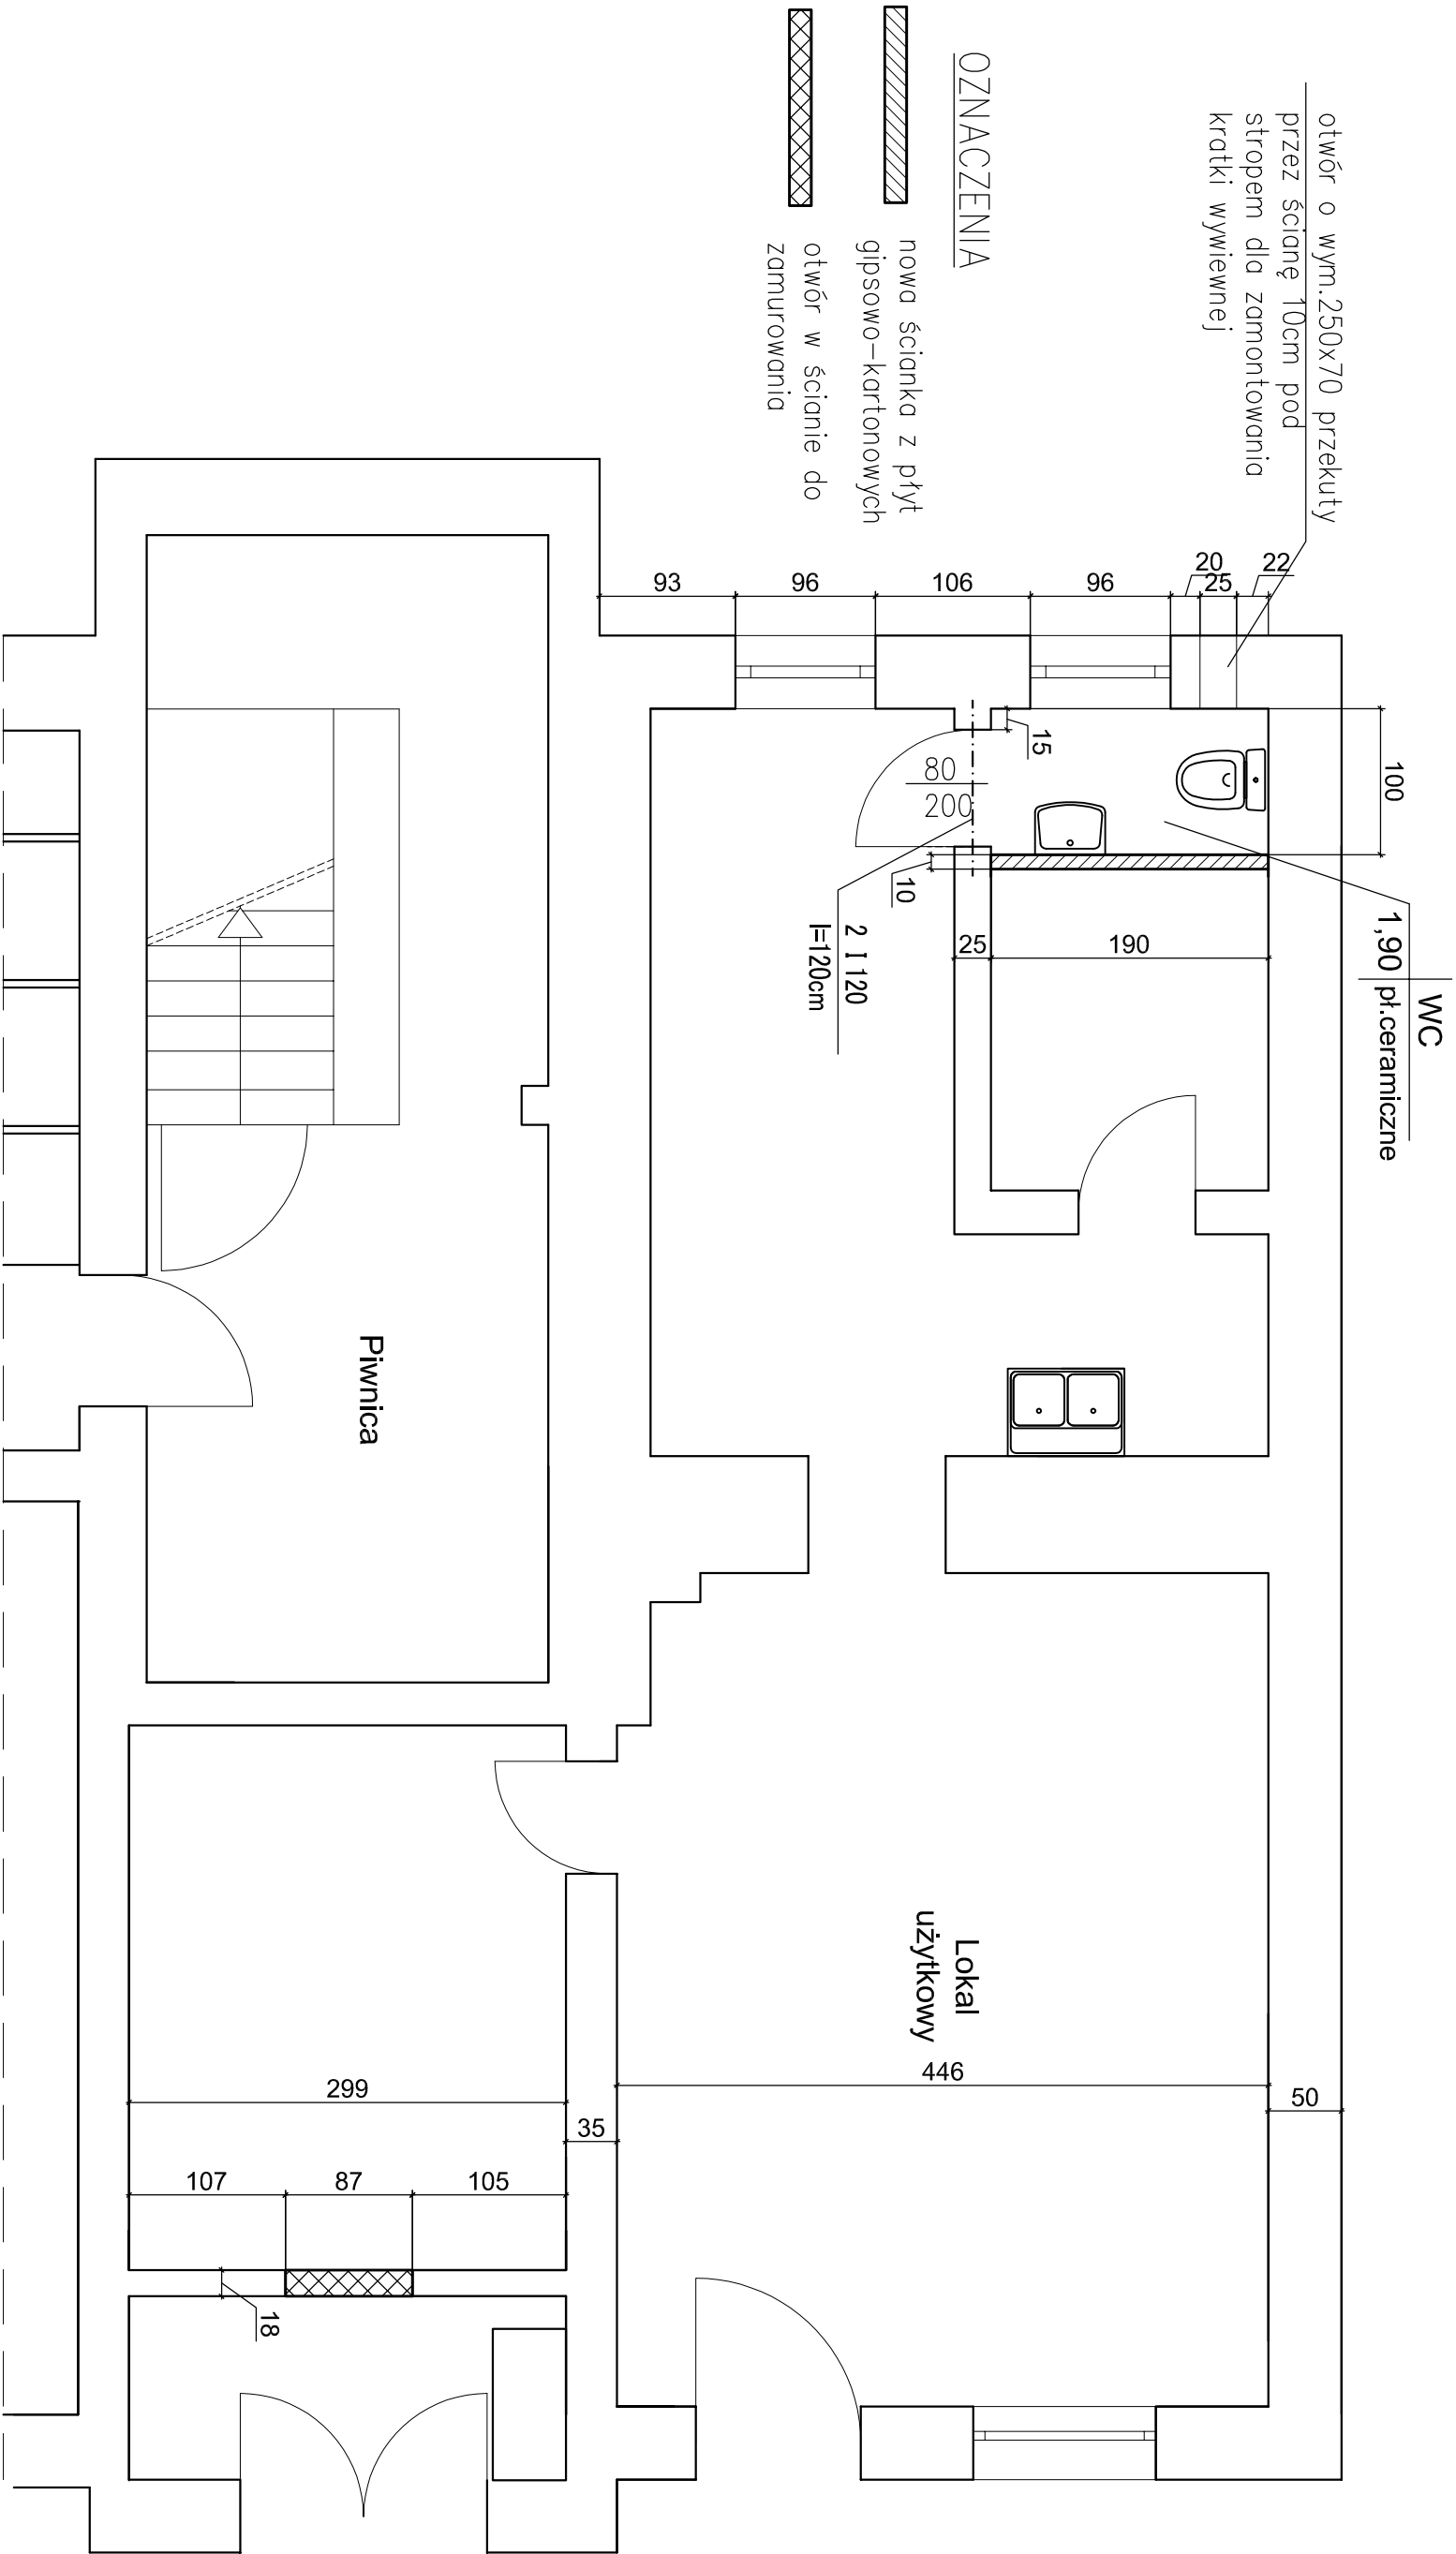 otwór o wym.250x70 przekuty
przez ścianę 10cm pod
stropem dla zamontowania
kratki wywiewnej
OZNACZENIA
nowa ścianka z płyt
gipsowo-kartonowych
otwór w ścianie do
zamurowania
93
96
106
96
20
25
22
15
100
80
200
10
2 I 120
l=120cm
25
190
WC
1,90 pł.ceramiczne
Piwnica
Lokal
użytkowy
446
50
299
35
107
87
105
18